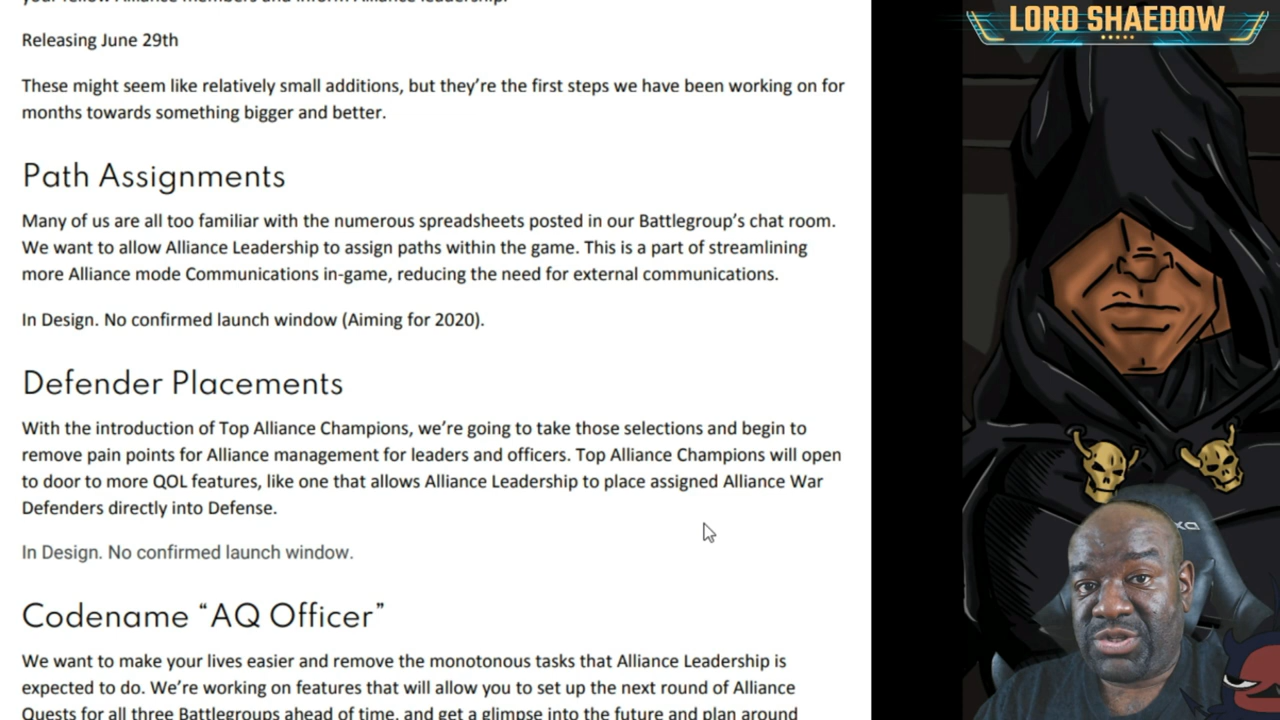 your fellow Alliance members and inform Alliance leadership.
LORD SHAEDOW
Releasing June 29th
These might seem like relatively small additions, but they’re the first steps we have been working on for
months towards something bigger and better.
Path Assignments
Many of us are all too familiar with the numerous spreadsheets posted in our Battlegroup’s chat room.
We want to allow Alliance Leadership to assign paths within the game. This is a part of streamlining
more Alliance mode Communications in-game, reducing the need for external communications.
In Design. No confirmed launch window (Aiming for 2020).
Defender Placements
With the introduction of Top Alliance Champions, we’re going to take those selections and begin to
remove pain points for Alliance management for leaders and officers. Top Alliance Champions will open
to door to more QOL features, like one that allows Alliance Leadership to place assigned Alliance War
Defenders directly into Defense.
In Design. No confirmed launch window.
Codename “AQ Officer”
We want to make your lives easier and remove the monotonous tasks that Alliance Leadership is
expected to do. We’re working on features that will allow you to set up the next round of Alliance
Quests for all three Battlegroups ahead of time, and get a glimpse into the future and plan around